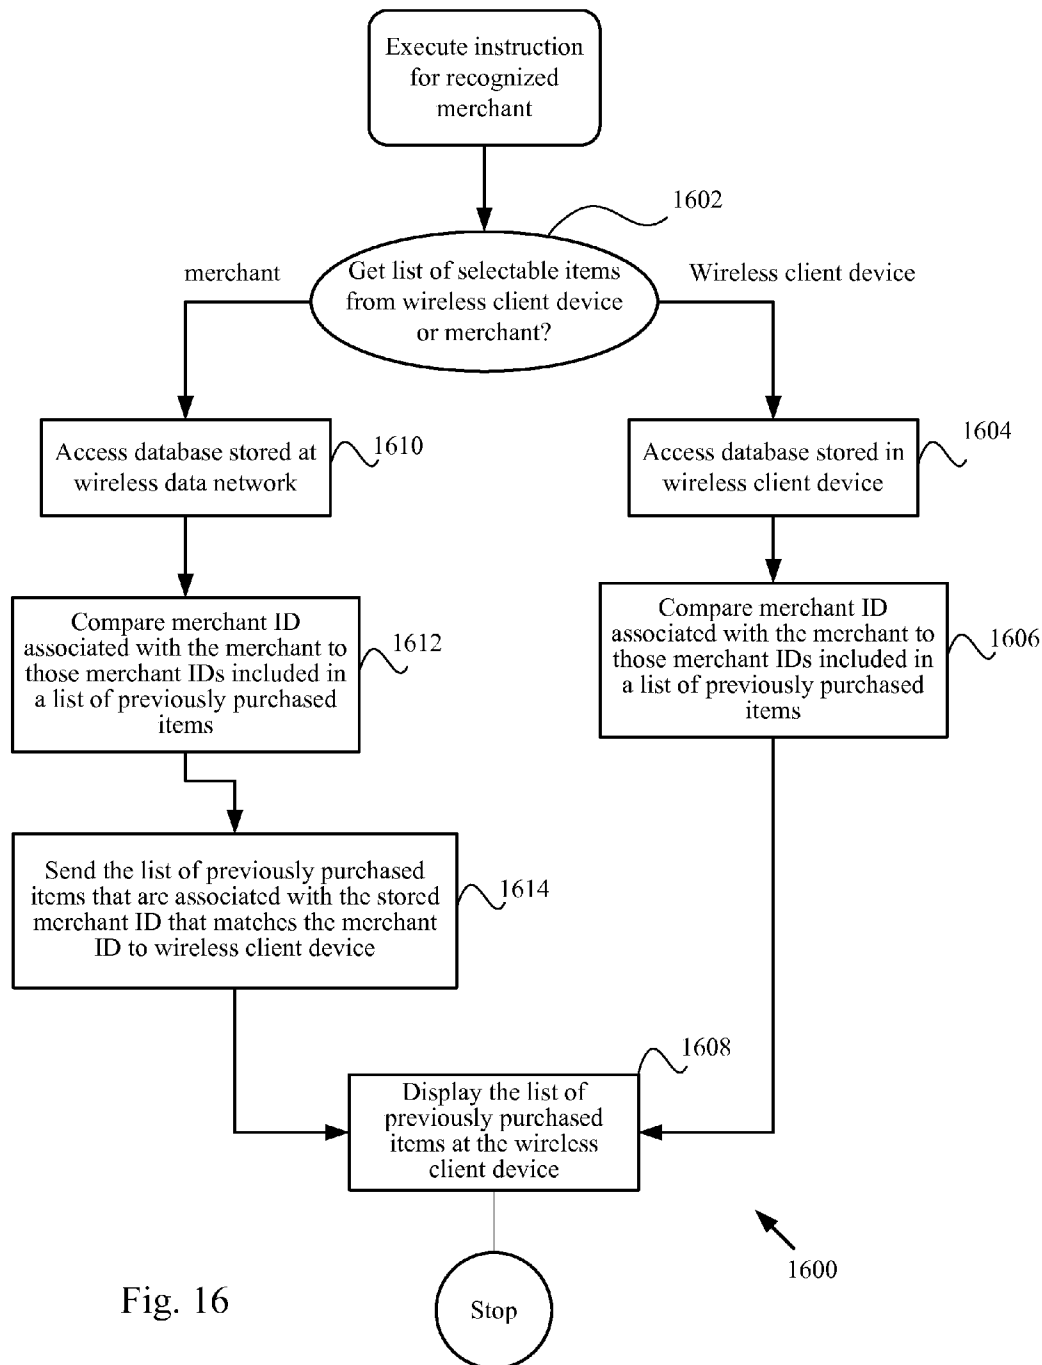 Execute instruction
for recognized
merchant
1602
merchant
Get list of selectable items
from wireless client device
or merchant?
Wireless client device
Access database stored at
wireless data network
1610
Access database stored in
wireless client device
1604
Compare merchant ID
associated with the merchant to
those merchant IDs included in
a list of previously purchased
items
1612
Compare merchant ID
associated with the merchant to
those merchant IDs included in
a list of previously purchased
items
1606
Send the list of previously purchased
items that are associated with the stored
merchant ID that matches the merchant
ID to wireless client device
1614
1608
Display the list of
previously purchased
items at the wireless
client device
1600
Stop
Fig. 16